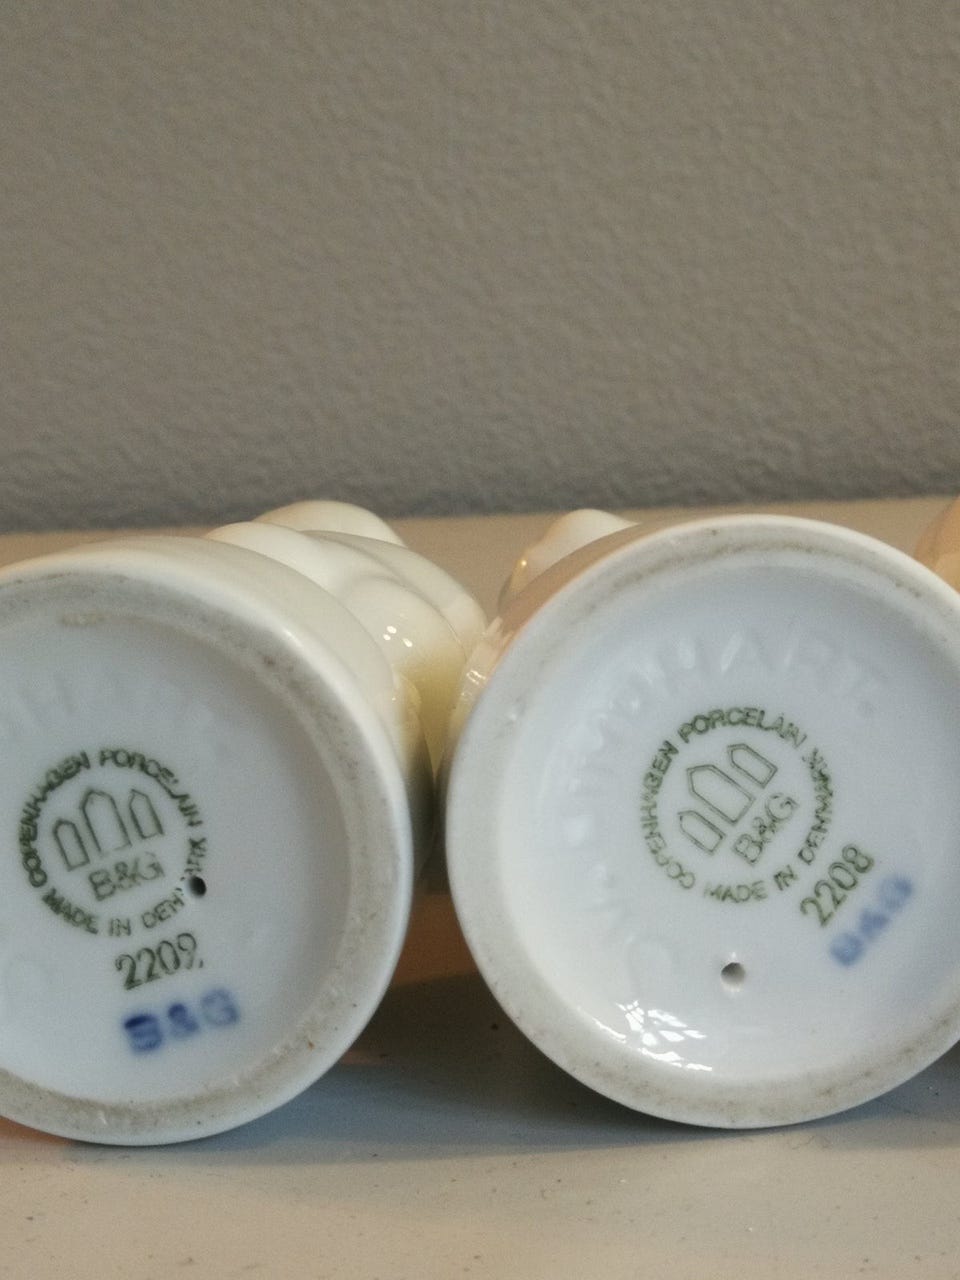 COPENHAGEN PORCELAIN
B&G
MADE IN DENMARK
2209
B&G
COPENHAGEN PORCELAIN
B&G
MADE IN DENMARK
2208
B&G